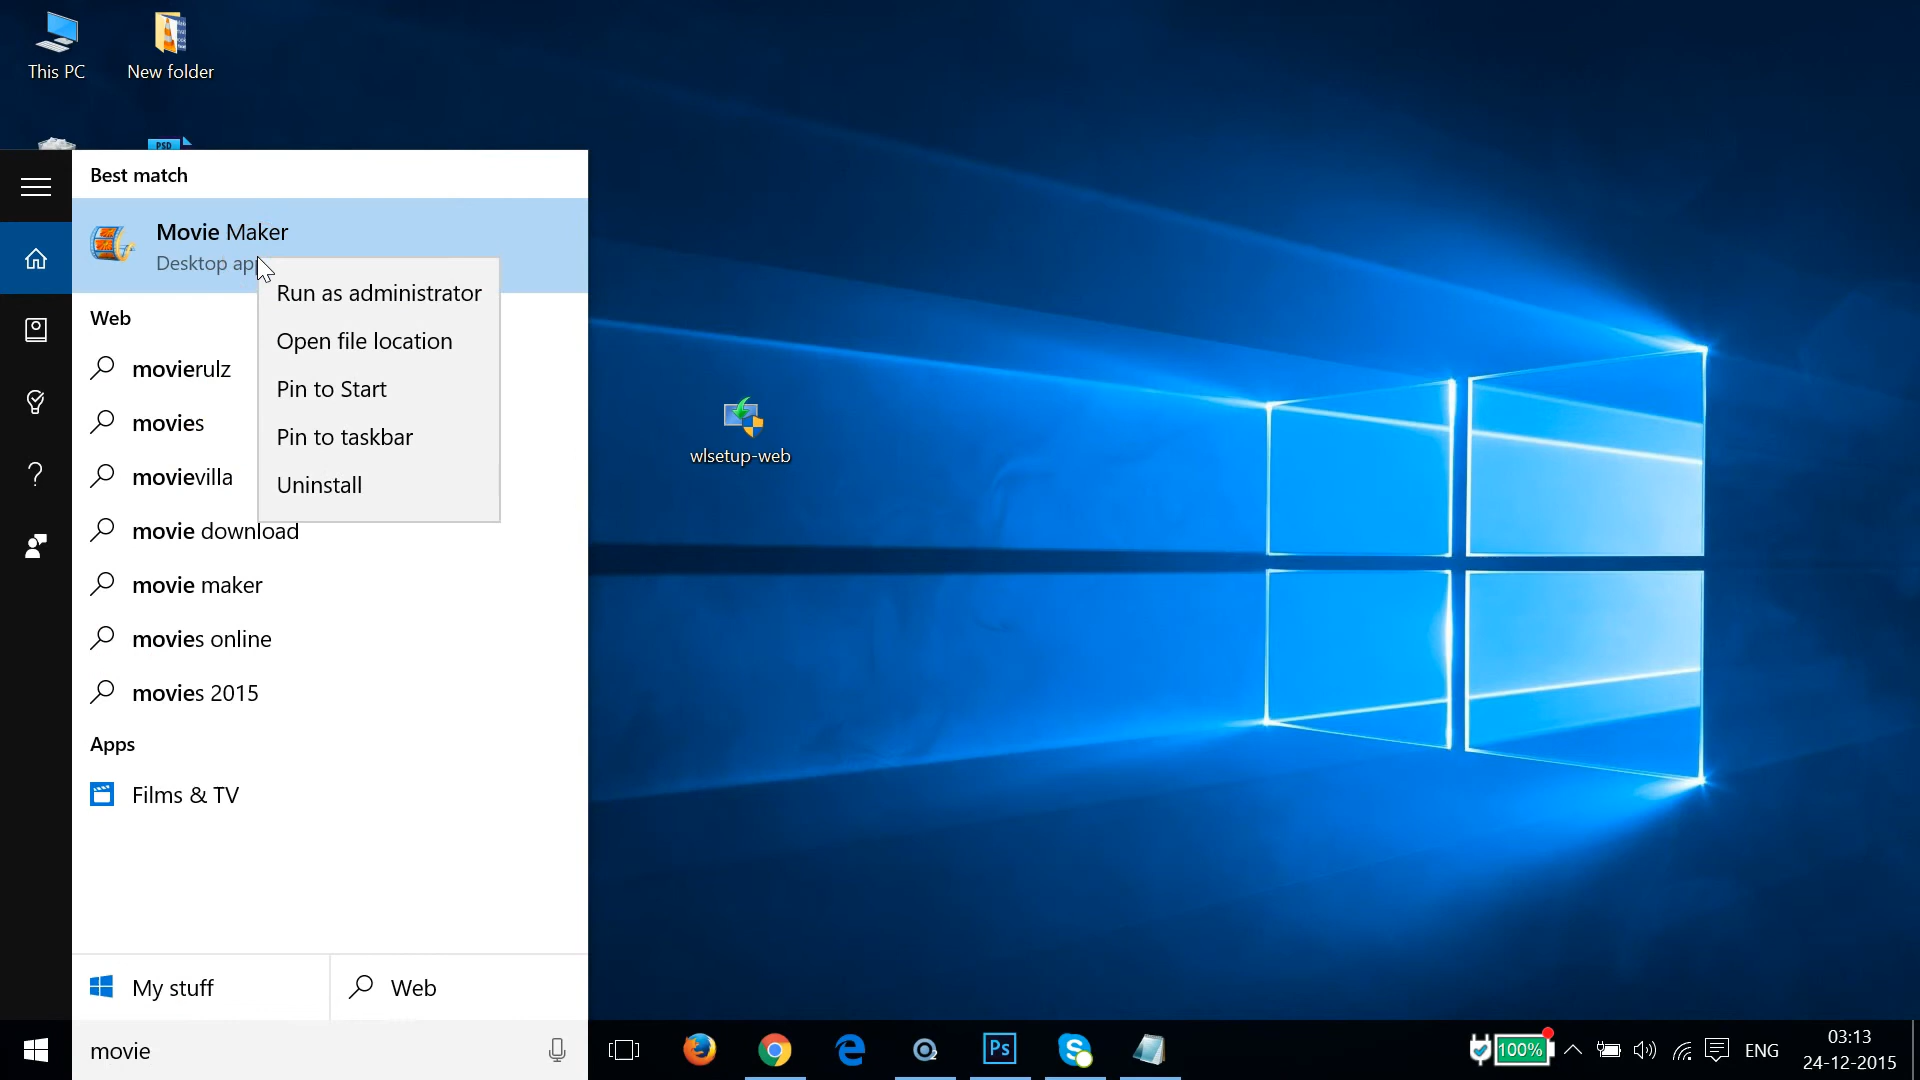 This PC
New folder
PSD
Best match
Movie Maker
Desktop app
Run as administrator
Open file location
Pin to Start
Pin to taskbar
Uninstall
Web
movierulz
movies
movievilla
movie download
movie maker
movies online
movies 2015
Apps
Films & TV
wlsetup-web
My stuff
Web
movie
Ps
100%
ENG
03:13
24-12-2015